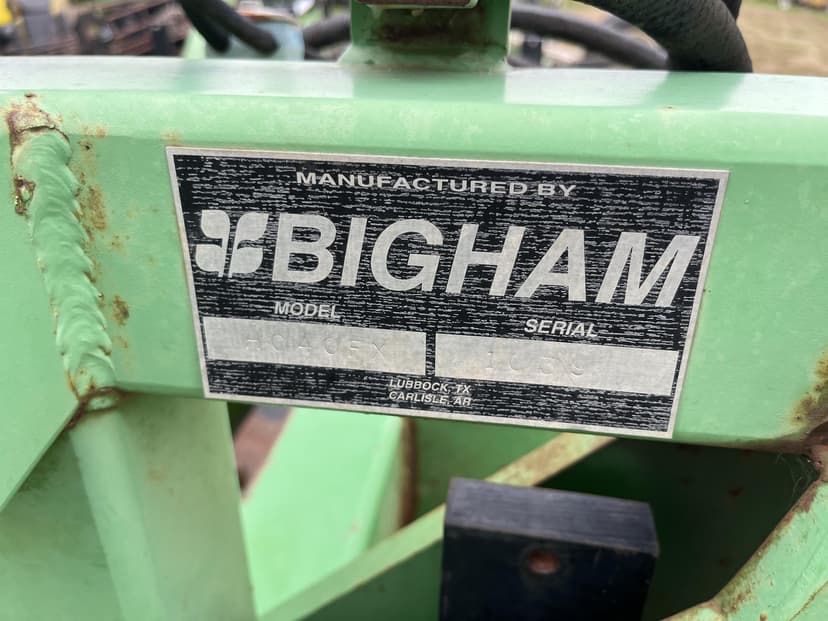 MANUFACTURED BY
BIGHAM
MODEL
SERIAL
LUBBOCK, TX
CARLISLE, AR